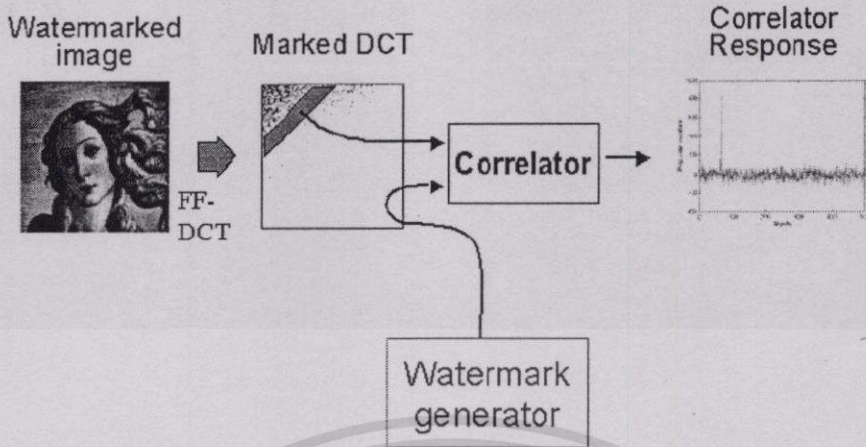 Watermarked
image
Marked DCT
Correlator
Response
FF-
DCT
Correlator
Watermark
generator